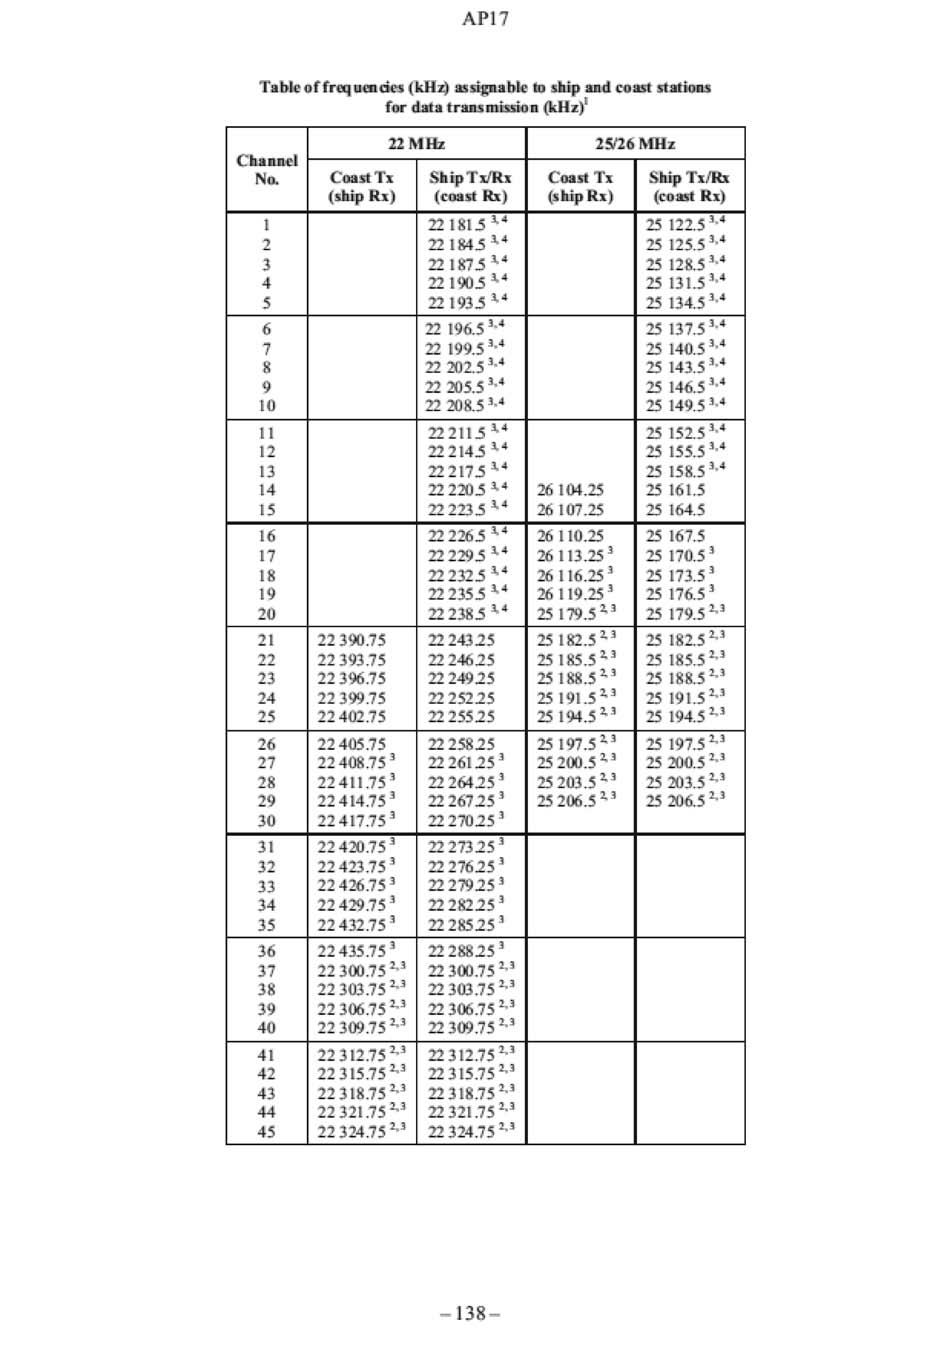 AP17
Table of frequencies (kHz) assignable to ship and coast stations
for data transmission (kHz)1
Channel No. 22 MHz 25/26 MHz
Coast Tx (ship Rx) Ship Tx/Rx (coast Rx) Coast Tx (ship Rx) Ship Tx/Rx (coast Rx)
1 22 181.5 3, 4 25 122.5 3,4
2 22 184.5 3, 4 25 125.5 3,4
3 22 187.5 3, 4 25 128.5 3,4
4 22 190.5 3, 4 25 131.5 3,4
5 22 193.5 3, 4 25 134.5 3,4
6 22 196.5 3,4 25 137.5 3,4
7 22 199.5 3,4 25 140.5 3,4
8 22 202.5 3,4 25 143.5 3,4
9 22 205.5 3,4 25 146.5 3,4
10 22 208.5 3,4 25 149.5 3,4
11 22 211.5 3, 4 25 152.5 3,4
12 22 214.5 3, 4 25 155.5 3,4
13 22 217.5 3, 4 25 158.5 3,4
14 22 220.5 3, 4 26 104.25 25 161.5
15 22 223.5 3, 4 26 107.25 25 164.5
16 22 226.5 3, 4 26 110.25 25 167.5
17 22 229.5 3, 4 26 113.25 3 25 170.5 3
18 22 232.5 3, 4 26 116.25 3 25 173.5 3
19 22 235.5 3, 4 26 119.25 3 25 176.5 3
20 22 238.5 3, 4 25 179.5 2, 3 25 179.5 2,3
21 22 390.75 22 243.25 25 182.5 2, 3 25 182.5 2,3
22 22 393.75 22 246.25 25 185.5 2, 3 25 185.5 2,3
23 22 396.75 22 249.25 25 188.5 2, 3 25 188.5 2,3
24 22 399.75 22 252.25 25 191.5 2, 3 25 191.5 2,3
25 22 402.75 22 255.25 25 194.5 2, 3 25 194.5 2,3
26 22 405.75 22 258.25 25 197.5 2, 3 25 197.5 2,3
27 22 408.75 3 22 261.25 3 25 200.5 2, 3 25 200.5 2,3
28 22 411.75 3 22 264.25 3 25 203.5 2, 3 25 203.5 2,3
29 22 414.75 3 22 267.25 3 25 206.5 2, 3 25 206.5 2,3
30 22 417.75 3 22 270.25 3
31 22 420.75 3 22 273.25 3
32 22 423.75 3 22 276.25 3
33 22 426.75 3 22 279.25 3
34 22 429.75 3 22 282.25 3
35 22 432.75 3 22 285.25 3
36 22 435.75 3 22 288.25 3
37 22 300.75 2,3 22 300.75 2,3
38 22 303.75 2,3 22 303.75 2,3
39 22 306.75 2,3 22 306.75 2,3
40 22 309.75 2,3 22 309.75 2,3
41 22 312.75 2,3 22 312.75 2,3
42 22 315.75 2,3 22 315.75 2,3
43 22 318.75 2,3 22 318.75 2,3
44 22 321.75 2,3 22 321.75 2,3
45 22 324.75 2,3 22 324.75 2,3
– 138 –